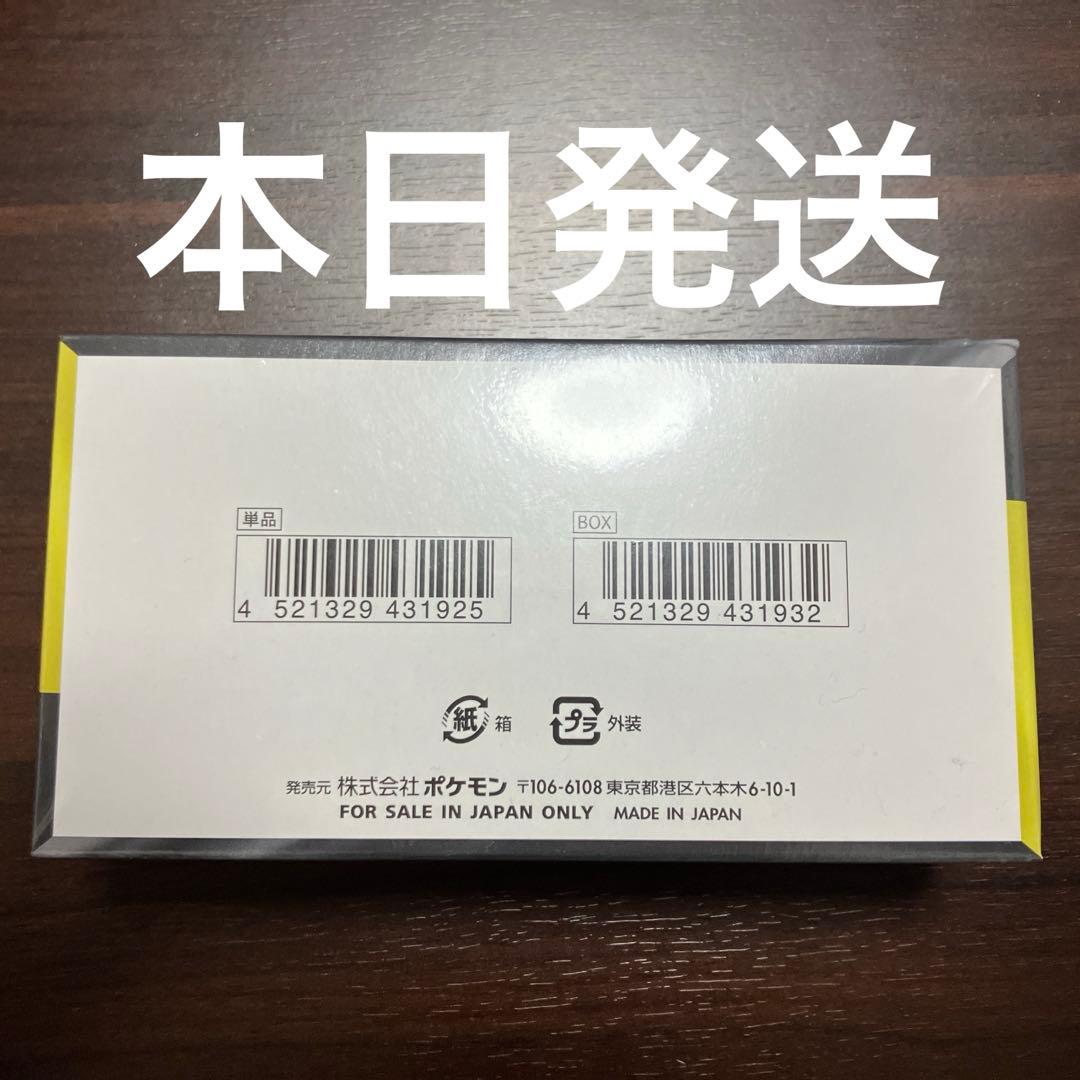 本日発送
単品
BOX
4 521329 431925
4 521329 431932
紙 箱
プラ 外装
発売元 株式会社ポケモン 〒106-6108 東京都港区六本木6-10-1
FOR SALE IN JAPAN ONLY MADE IN JAPAN